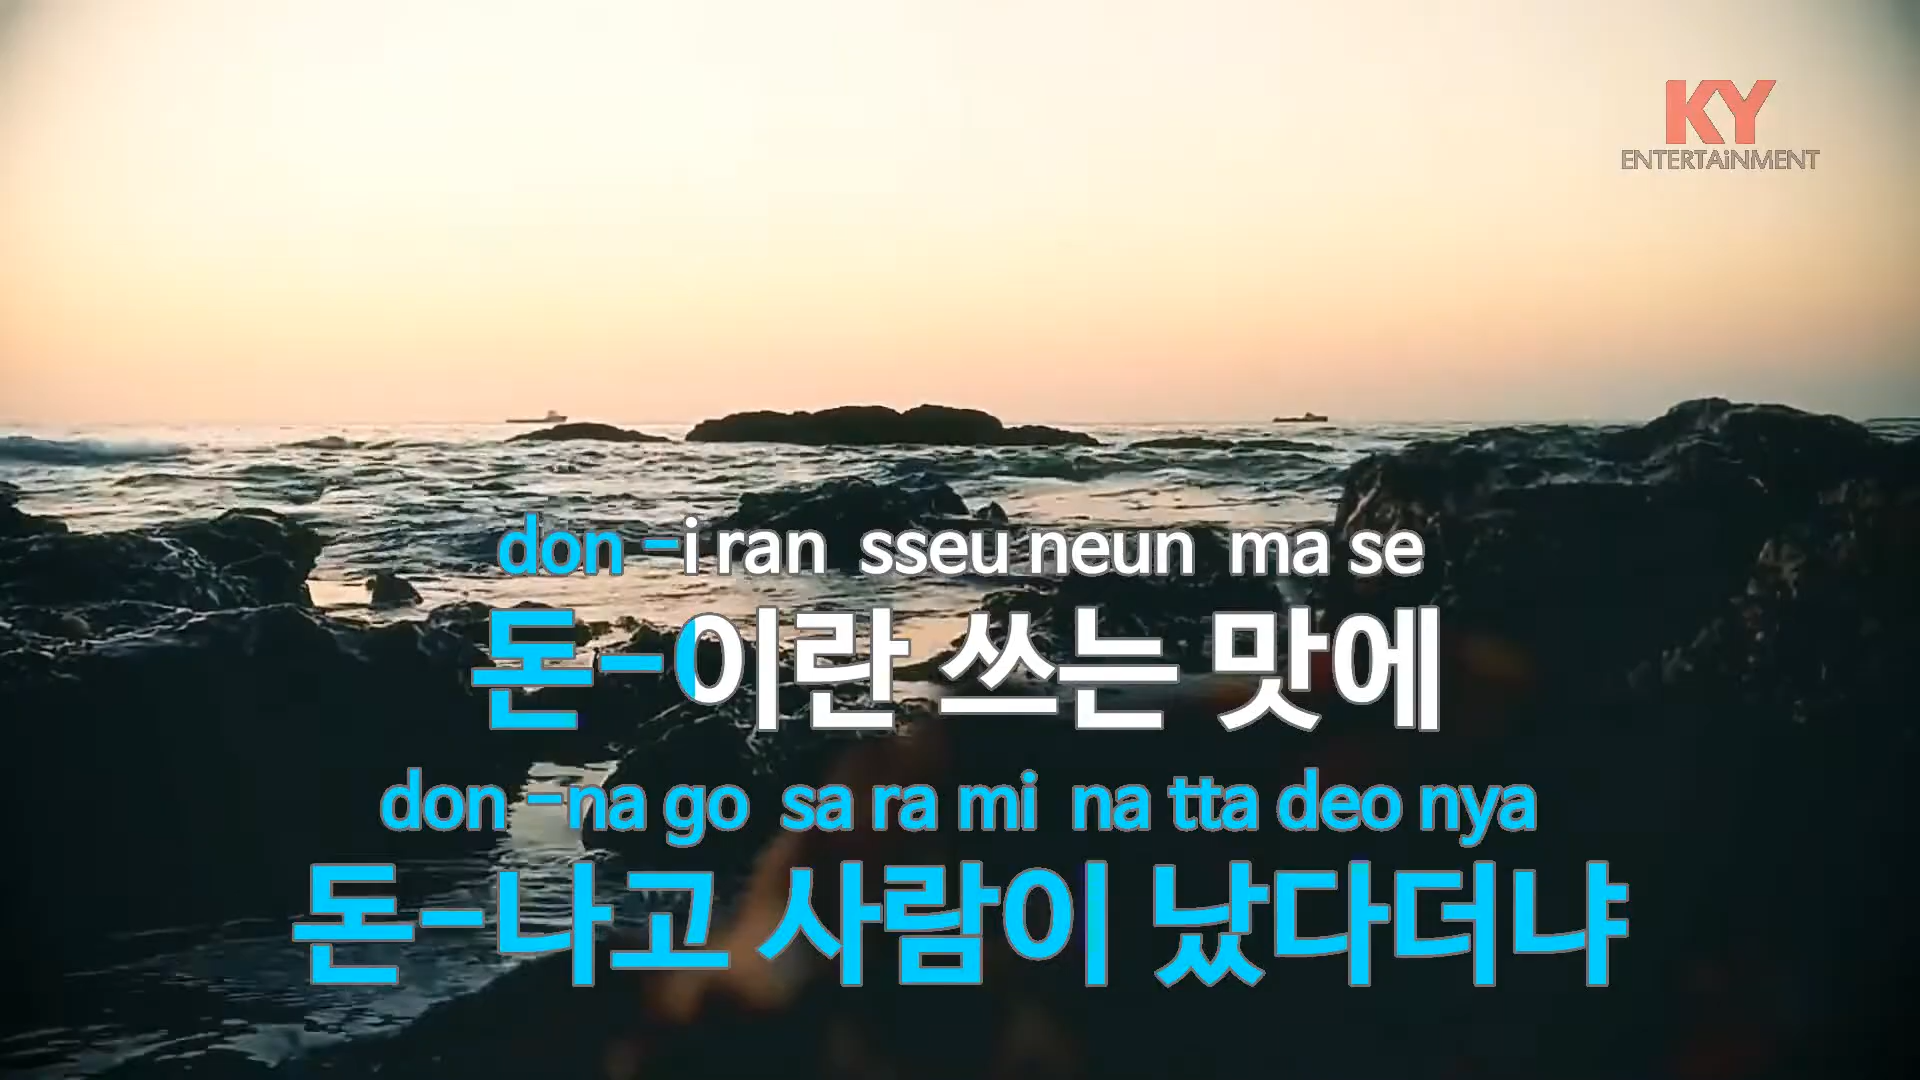 KY
ENTERTAiNMENT
don -i ran sseu neun ma se
돈-이란 쓰는 맛에
don -na go sa ra mi na tta deo nya
돈-나고 사람이 났다더냐